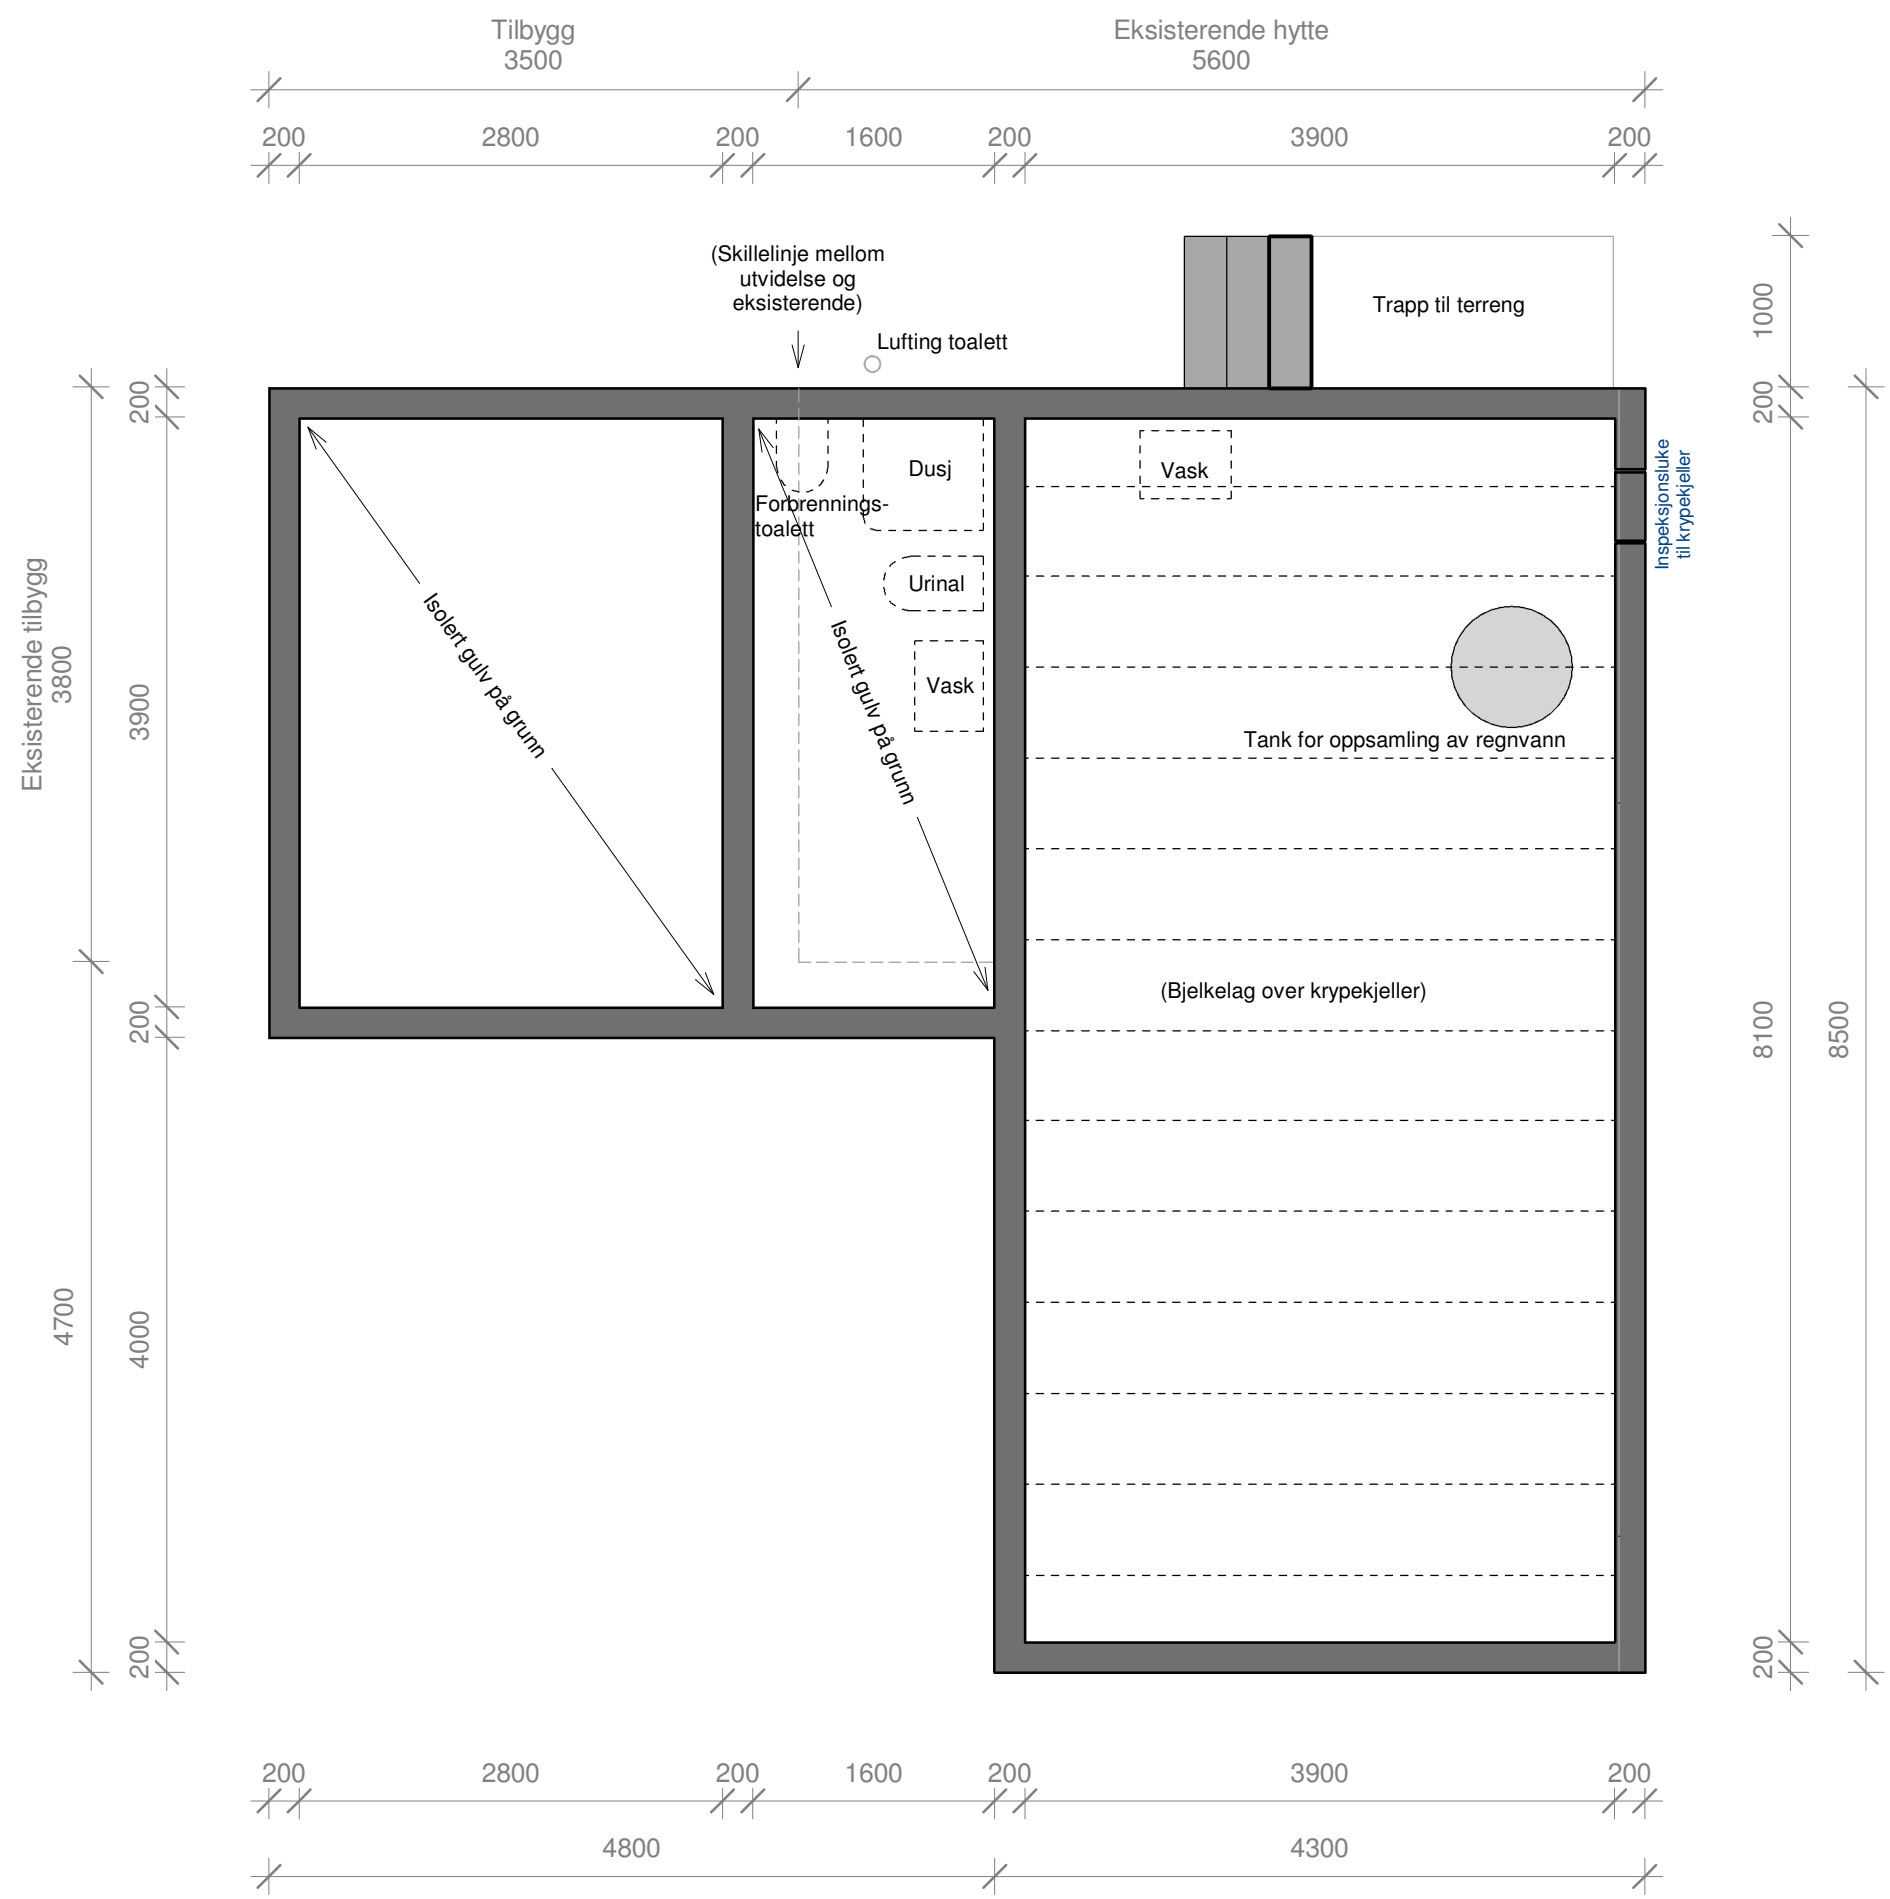 Tilbygg
3500
Eksisterende hytte
5600
200
2800
200
1600
200
3900
200
(Skillelinje mellom
utvidelse og
eksisterende)
Lufting toalett
Trapp til terreng
1000
200
8100
200
8500
Eksisterende tilbygg
3800
4700
200
3900
200
4000
200
Isolert gulv på grunn
Forbrennings-
toalett
Dusj
Urinal
Vask
Isolert gulv på grunn
Vask
Inspeksjonsluke
til krypekjeller
Tank for oppsamling av regnvann
(Bjelkelag over krypekjeller)
200
2800
200
1600
200
3900
200
4800
4300